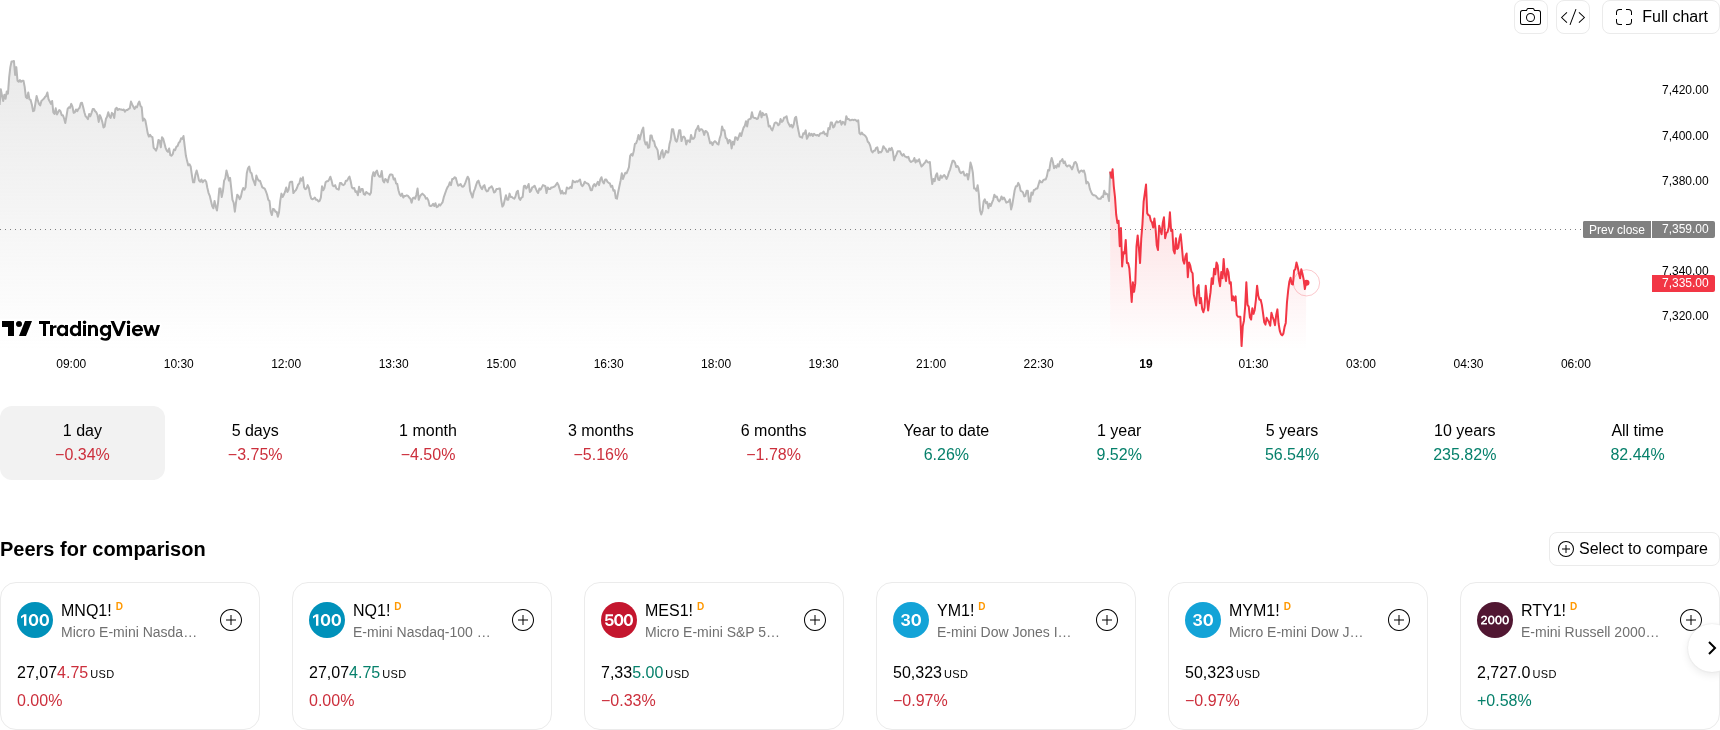 Full chart
7,420.00
7,400.00
7,380.00
Prev close 7,359.00
7,340.00
7,335.00
7,320.00
TradingView
09:00 10:30 12:00 13:30 15:00 16:30 18:00 19:30 21:00 22:30 19 01:30 03:00 04:30 06:00
1 day 5 days 1 month 3 months 6 months Year to date 1 year 5 years 10 years All time
−0.34% −3.75% −4.50% −5.16% −1.78% 6.26% 9.52% 56.54% 235.82% 82.44%
Peers for comparison
Select to compare
100
MNQ1! D
Micro E-mini Nasda…
27,074.75 USD
0.00%
100
NQ1! D
E-mini Nasdaq-100 …
27,074.75 USD
0.00%
500
MES1! D
Micro E-mini S&P 5…
7,335.00 USD
−0.33%
30
YM1! D
E-mini Dow Jones I…
50,323 USD
−0.97%
30
MYM1! D
Micro E-mini Dow J…
50,323 USD
−0.97%
2000
RTY1! D
E-mini Russell 2000…
2,727.0 USD
+0.58%